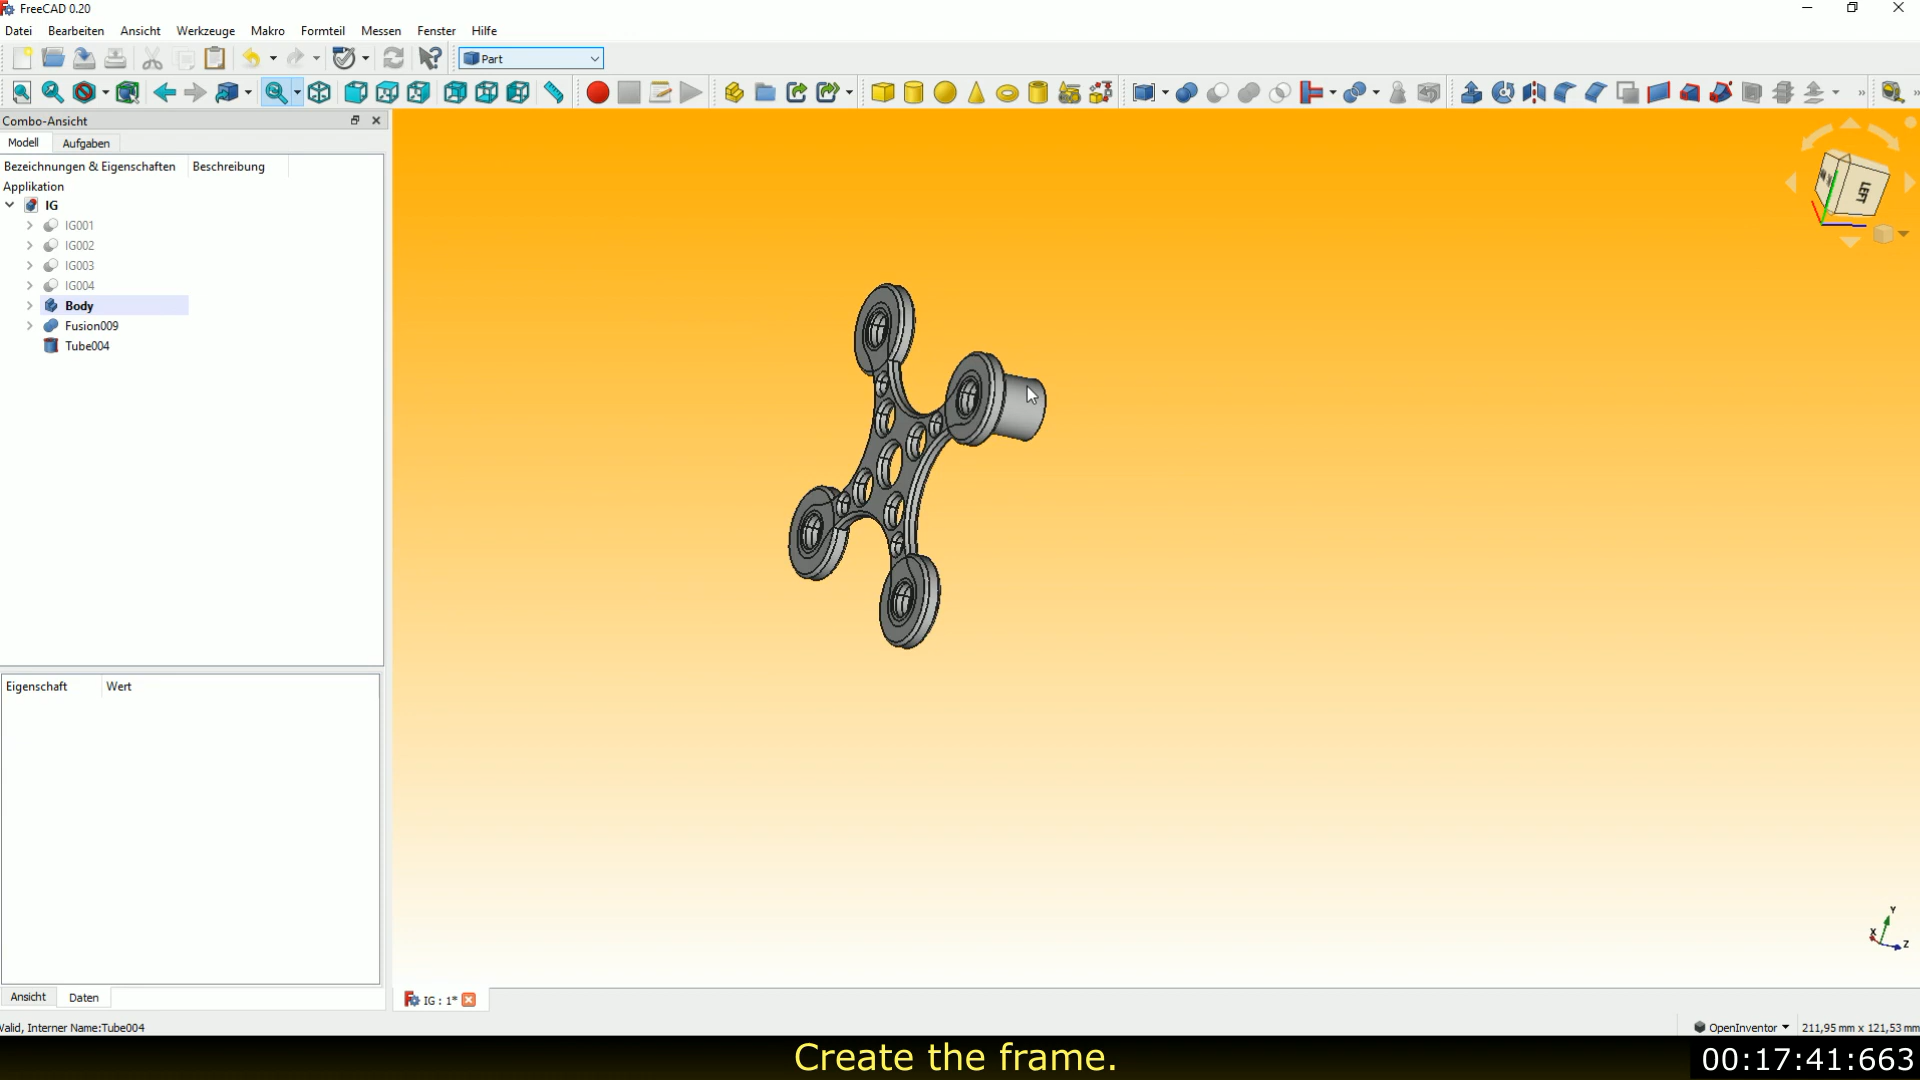 FreeCAD 0.20
Datei Bearbeiten Ansicht Werkzeuge Makro Formteil Messen Fenster Hilfe
Part
Combo-Ansicht
Modell Aufgaben
Bezeichnungen & Eigenschaften Beschreibung
Applikation
IG
IG001
IG002
IG003
IG004
Body
Fusion009
Tube004
LEFT
Eigenschaft Wert
Y
X
Z
Ansicht Daten
IG : 1*
Valid, Interner Name:Tube004
OpenInventor 211,95 mm x 121,53 mm
Create the frame.
00:17:41:663